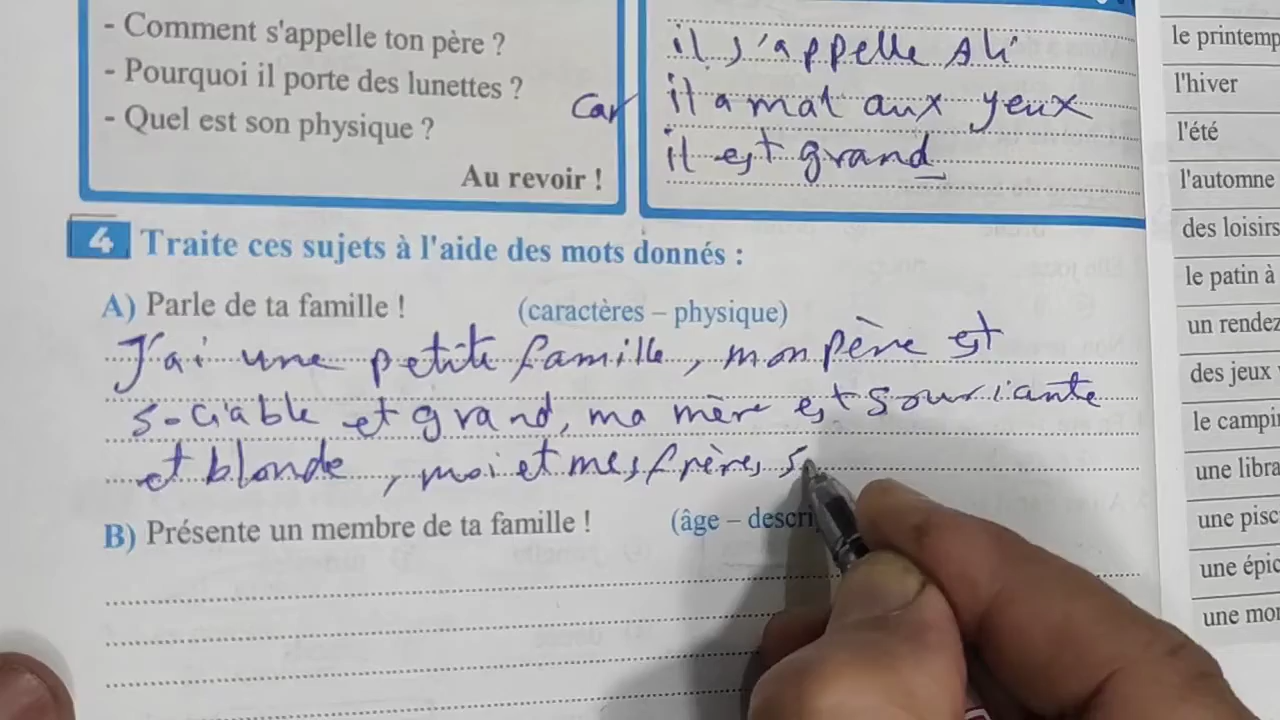 - Comment s'appelle ton père ?
- Pourquoi il porte des lunettes ?
- Quel est son physique ?
Au revoir !
il s'appelle Ali
Car il a mal aux yeux
il est grand
4 Traite ces sujets à l'aide des mots donnés :
A) Parle de ta famille ! (caractères – physique)
J'ai une petite famille, mon père est
sociable et grand, ma mère est souriante
et blonde, moi et mes frères s
B) Présente un membre de ta famille ! (âge – descri
le printemp
l'hiver
l'été
l'automne
des loisirs
le patin à
un rendez
des jeux
le campi
une libra
une pisc
une épic
une mo